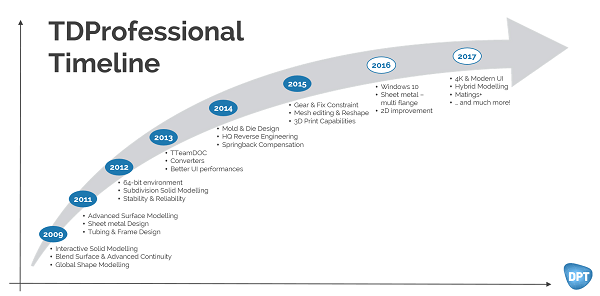 TDProfessional
Timeline
2009
• Interactive Solid Modelling
• Blend Surface & Advanced Continuity
• Global Shape Modelling
2011
• Advanced Surface Modelling
• Sheet metal Design
• Tubing & Frame Design
2012
• 64-bit environment
• Subdivision Solid Modelling
• Stability & Reliability
2013
• TTeamDOC
• Converters
• Better UI performances
2014
• Mold & Die Design
• HQ Reverse Engineering
• Springback Compensation
2015
• Gear & Fix Constraint
• Mesh editing & Reshape
• 3D Print Capabilities
2016
• Windows 10
• Sheet metal –
multi flange
• 2D improvement
2017
• 4K & Modern UI
• Hybrid Modelling
• Matings+
• ... and much more!
DPT